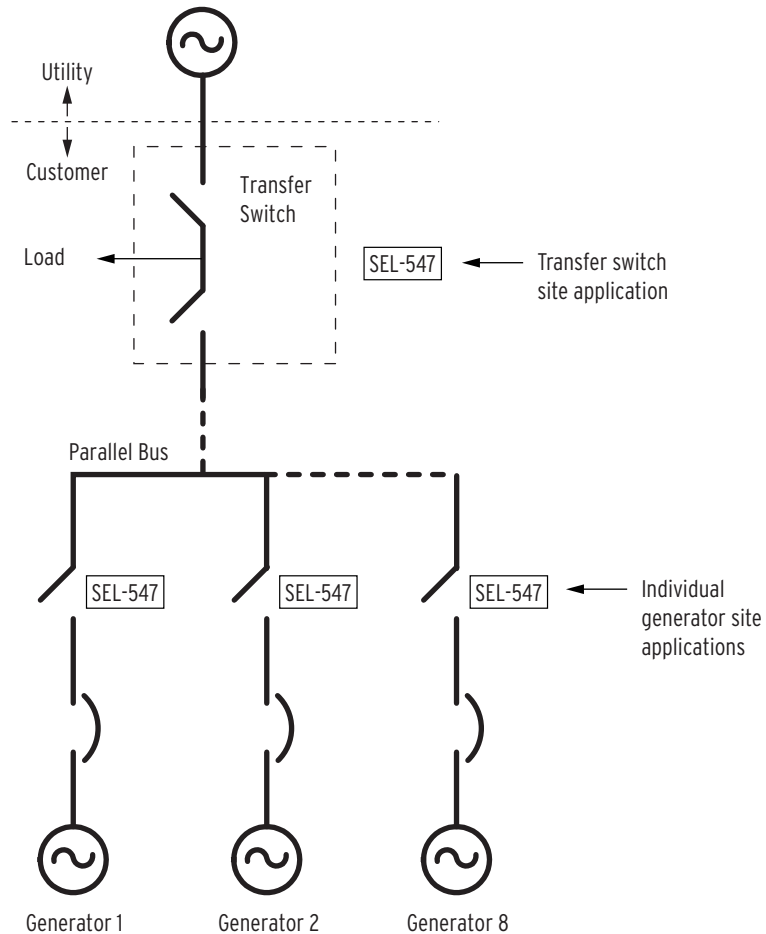 Utility
Customer
Transfer
Switch
Load
SEL-547
Transfer switch
site application
Parallel Bus
SEL-547
SEL-547
SEL-547
Individual
generator site
applications
Generator 1
Generator 2
Generator 8